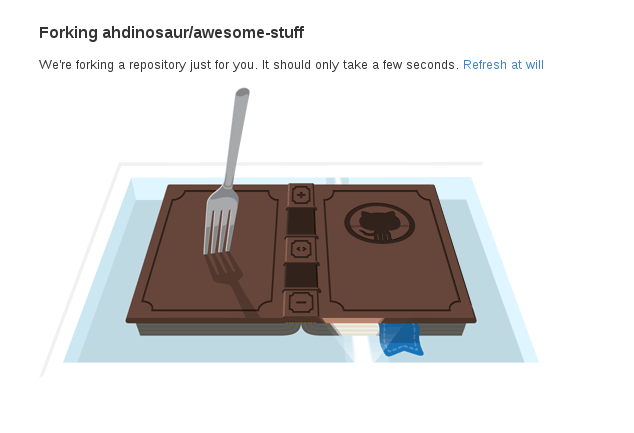 Forking ahdinosaur/awesome-stuff
We're forking a repository just for you. It should only take a few seconds. Refresh at will